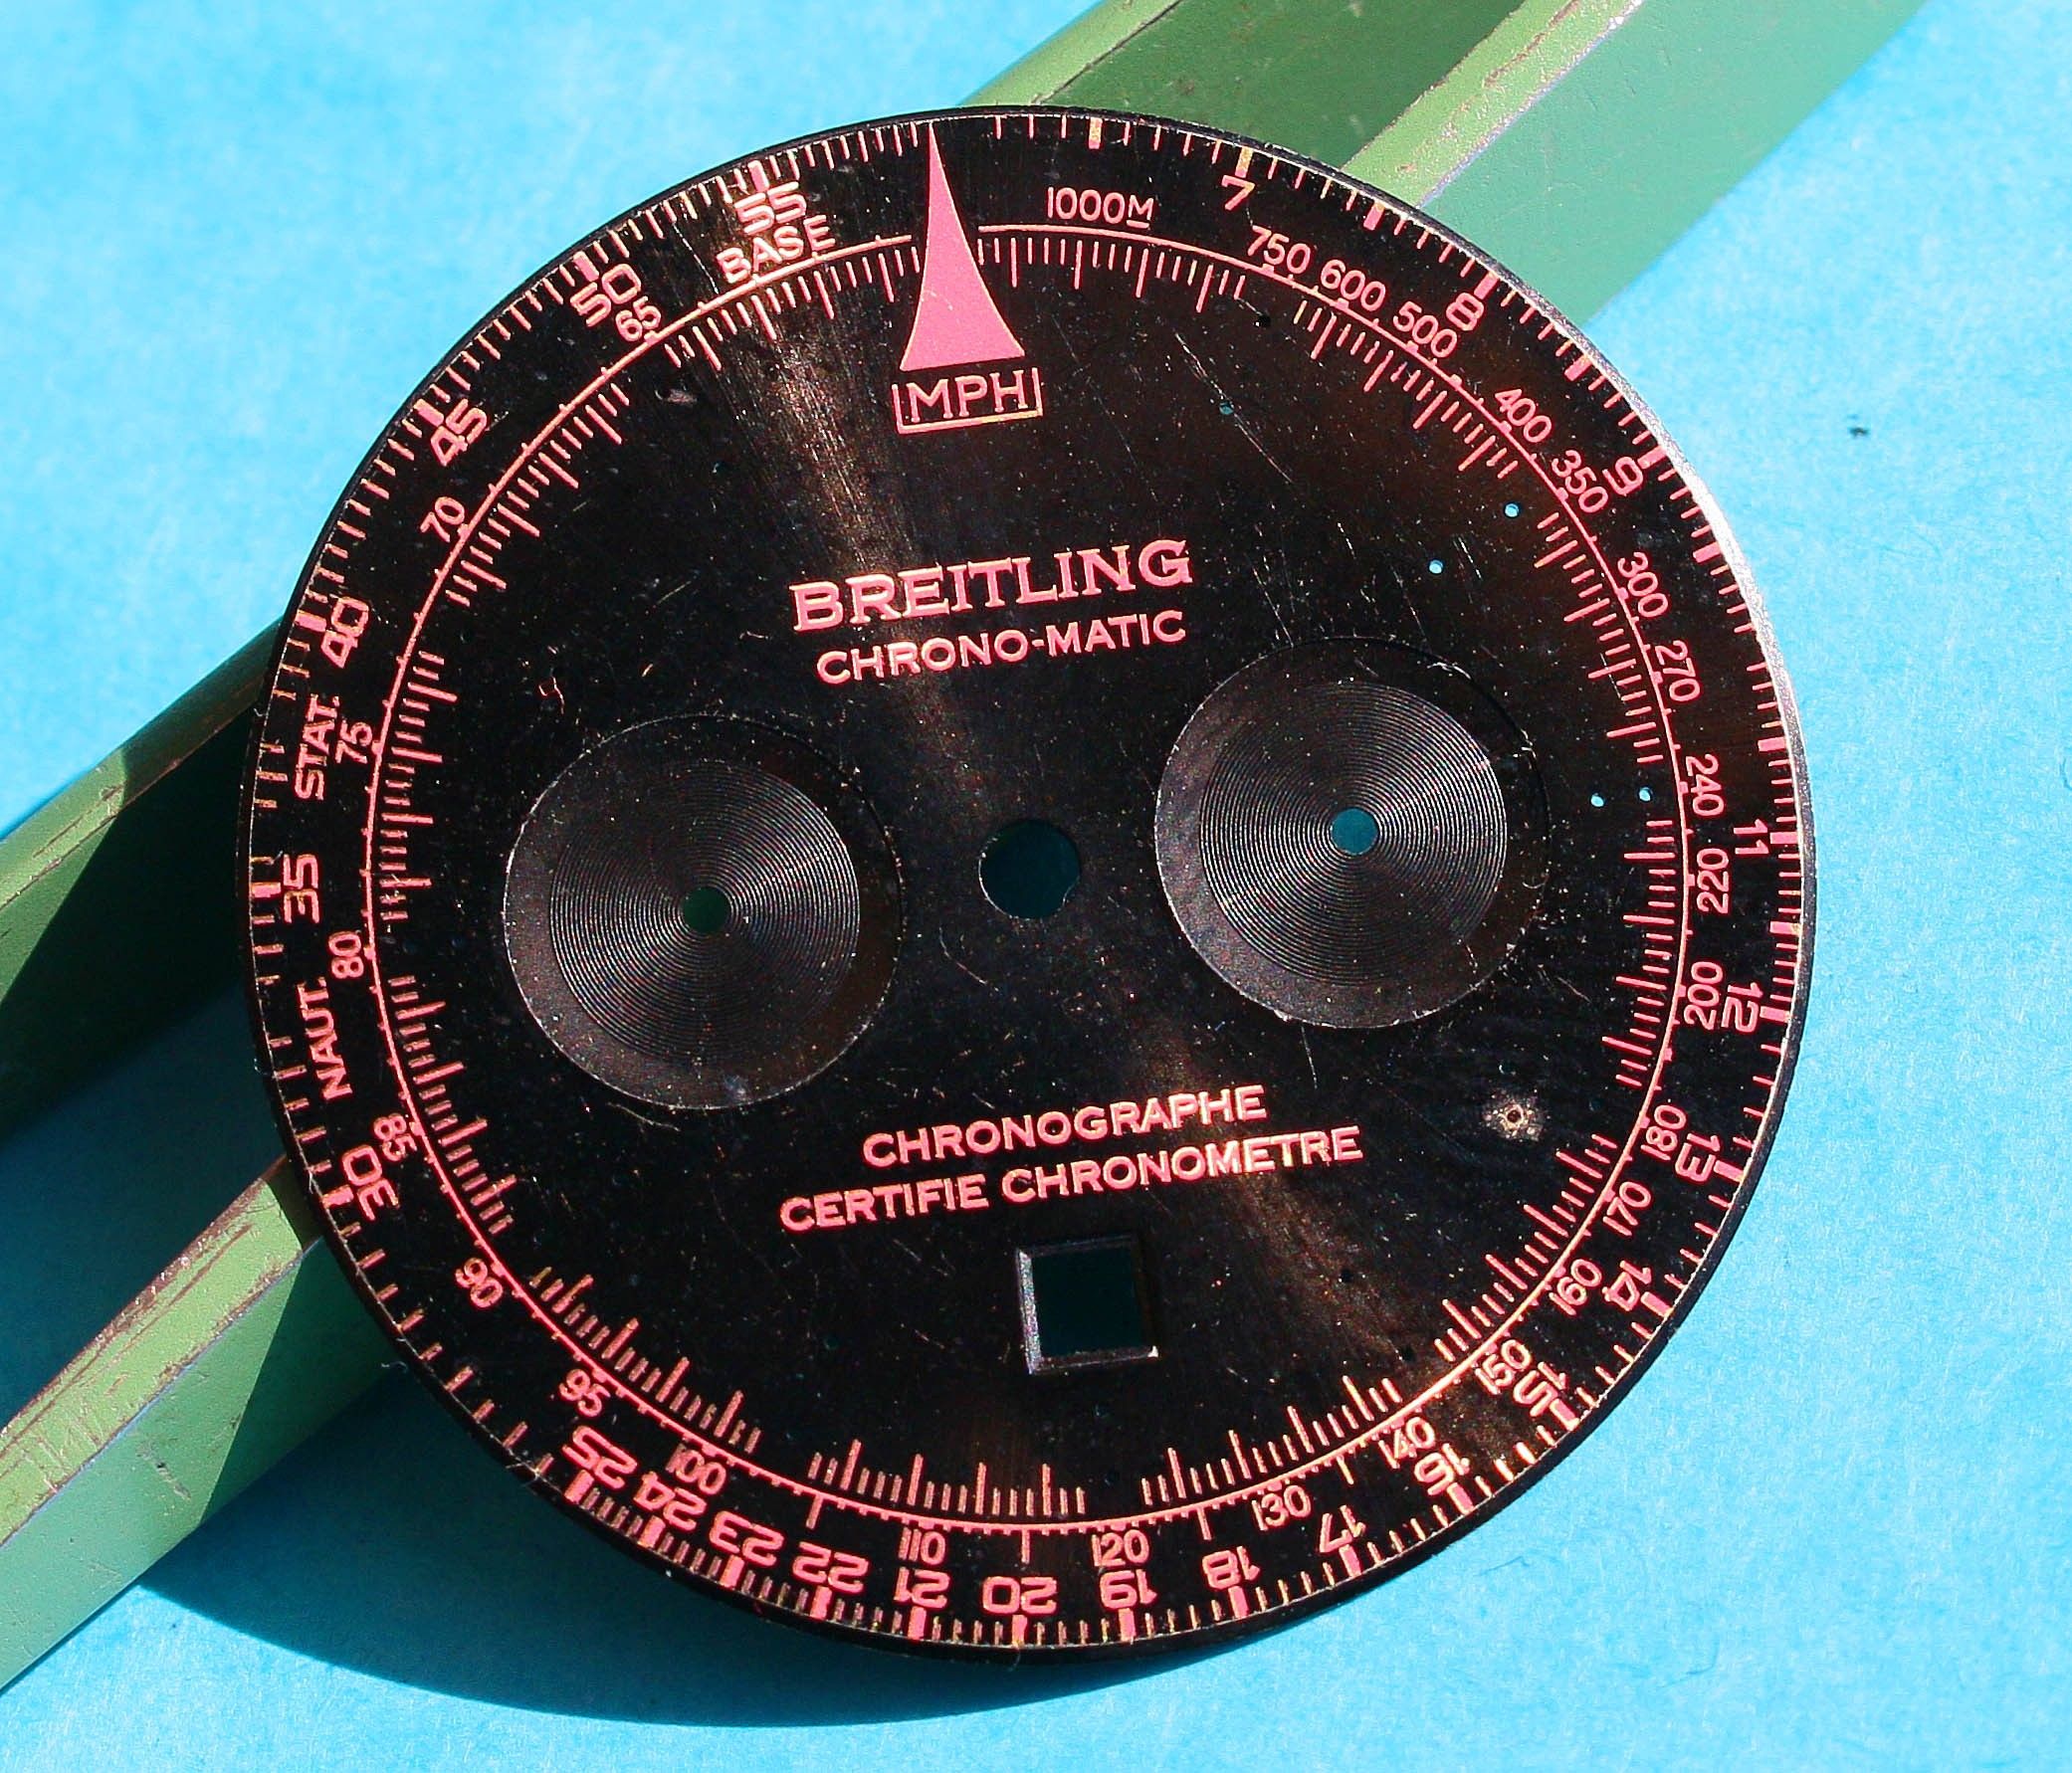 MPH
BREITLING
CHRONO-MATIC
CHRONOGRAPHE
CERTIFIE CHRONOMETRE
1000M 750 600 500 400 350 300 270 240 220 200 180 170 160 150 140 130 120 110 100 95 90 85 80 75 70 65 BASE
7 8 9 11 12 13 14 15 16 17 18 19 20 21 22 23 24 25 30 NAUT. 35 STAT. 40 45 50 55